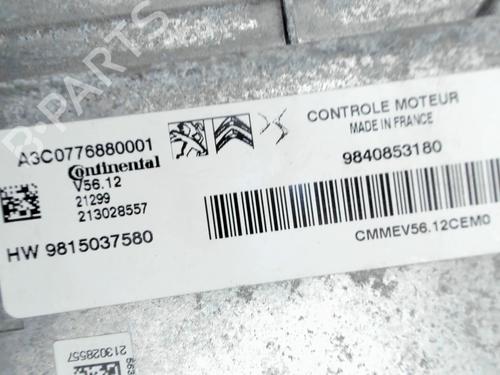 B-PARTS
A3C0776880001
Continental
V56.12
21299
213028557
HW 9815037580
CONTROLE MOTEUR
MADE IN FRANCE
9840853180
CMMEV56.12CEM0
213028557